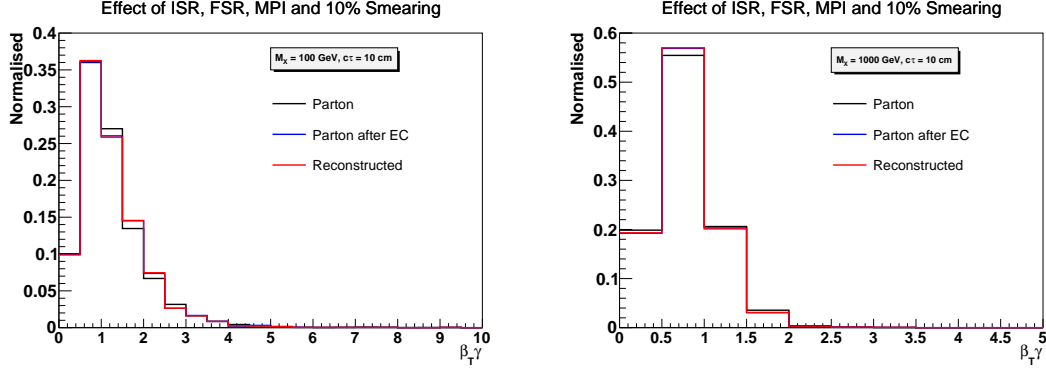 Effect of ISR, FSR, MPI and 10% Smearing
Normalised
0.4
0.35
0.3
0.25
0.2
0.15
0.1
0.05
0
M_X = 100 GeV, cτ = 10 cm
Parton
Parton after EC
Reconstructed
0 1 2 3 4 5 6 7 8 9 10
β_T γ
Effect of ISR, FSR, MPI and 10% Smearing
Normalised
0.6
0.5
0.4
0.3
0.2
0.1
0
M_X = 1000 GeV, cτ = 10 cm
Parton
Parton after EC
Reconstructed
0 0.5 1 1.5 2 2.5 3 3.5 4 4.5 5
β_T γ